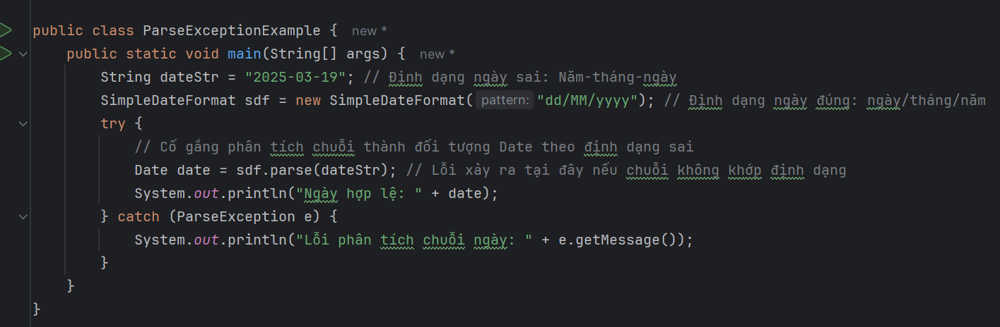 public class ParseExceptionExample { new *
public static void main(String[] args) { new *
String dateStr = "2025-03-19"; // Định dạng ngày sai: Năm-tháng-ngày
SimpleDateFormat sdf = new SimpleDateFormat( pattern: "dd/MM/yyyy"); // Định dạng ngày đúng: ngày/tháng/năm
try {
// Cố gắng phân tích chuỗi thành đối tượng Date theo định dạng sai
Date date = sdf.parse(dateStr); // Lỗi xảy ra tại đây nếu chuỗi không khớp định dạng
System.out.println("Ngày hợp lệ: " + date);
} catch (ParseException e) {
System.out.println("Lỗi phân tích chuỗi ngày: " + e.getMessage());
}
}
}